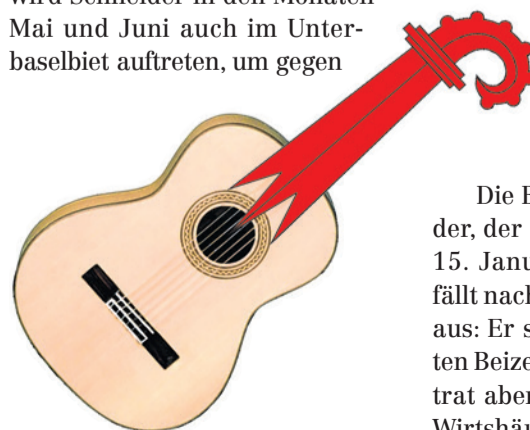 wird Schneider in den Monaten
Mai und Juni auch im Unter-
baselbiet auftreten, um gegen
Die B
der, der
15. Janu
fällt nach
aus: Er s
ten Beize
trat aber
Wirtshä